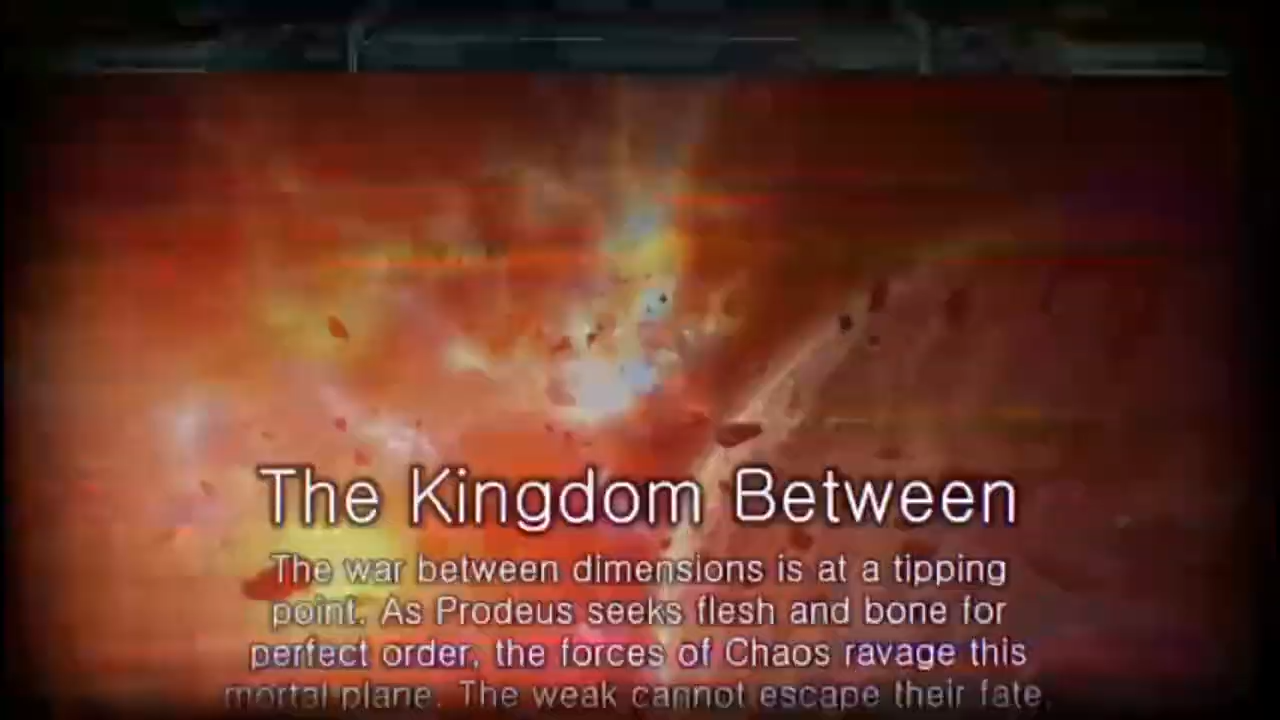 The Kingdom Between
The war between dimensions is at a tipping
point. As Prodeus seeks flesh and bone for
perfect order, the forces of Chaos ravage this
mortal plane. The weak cannot escape their fate,